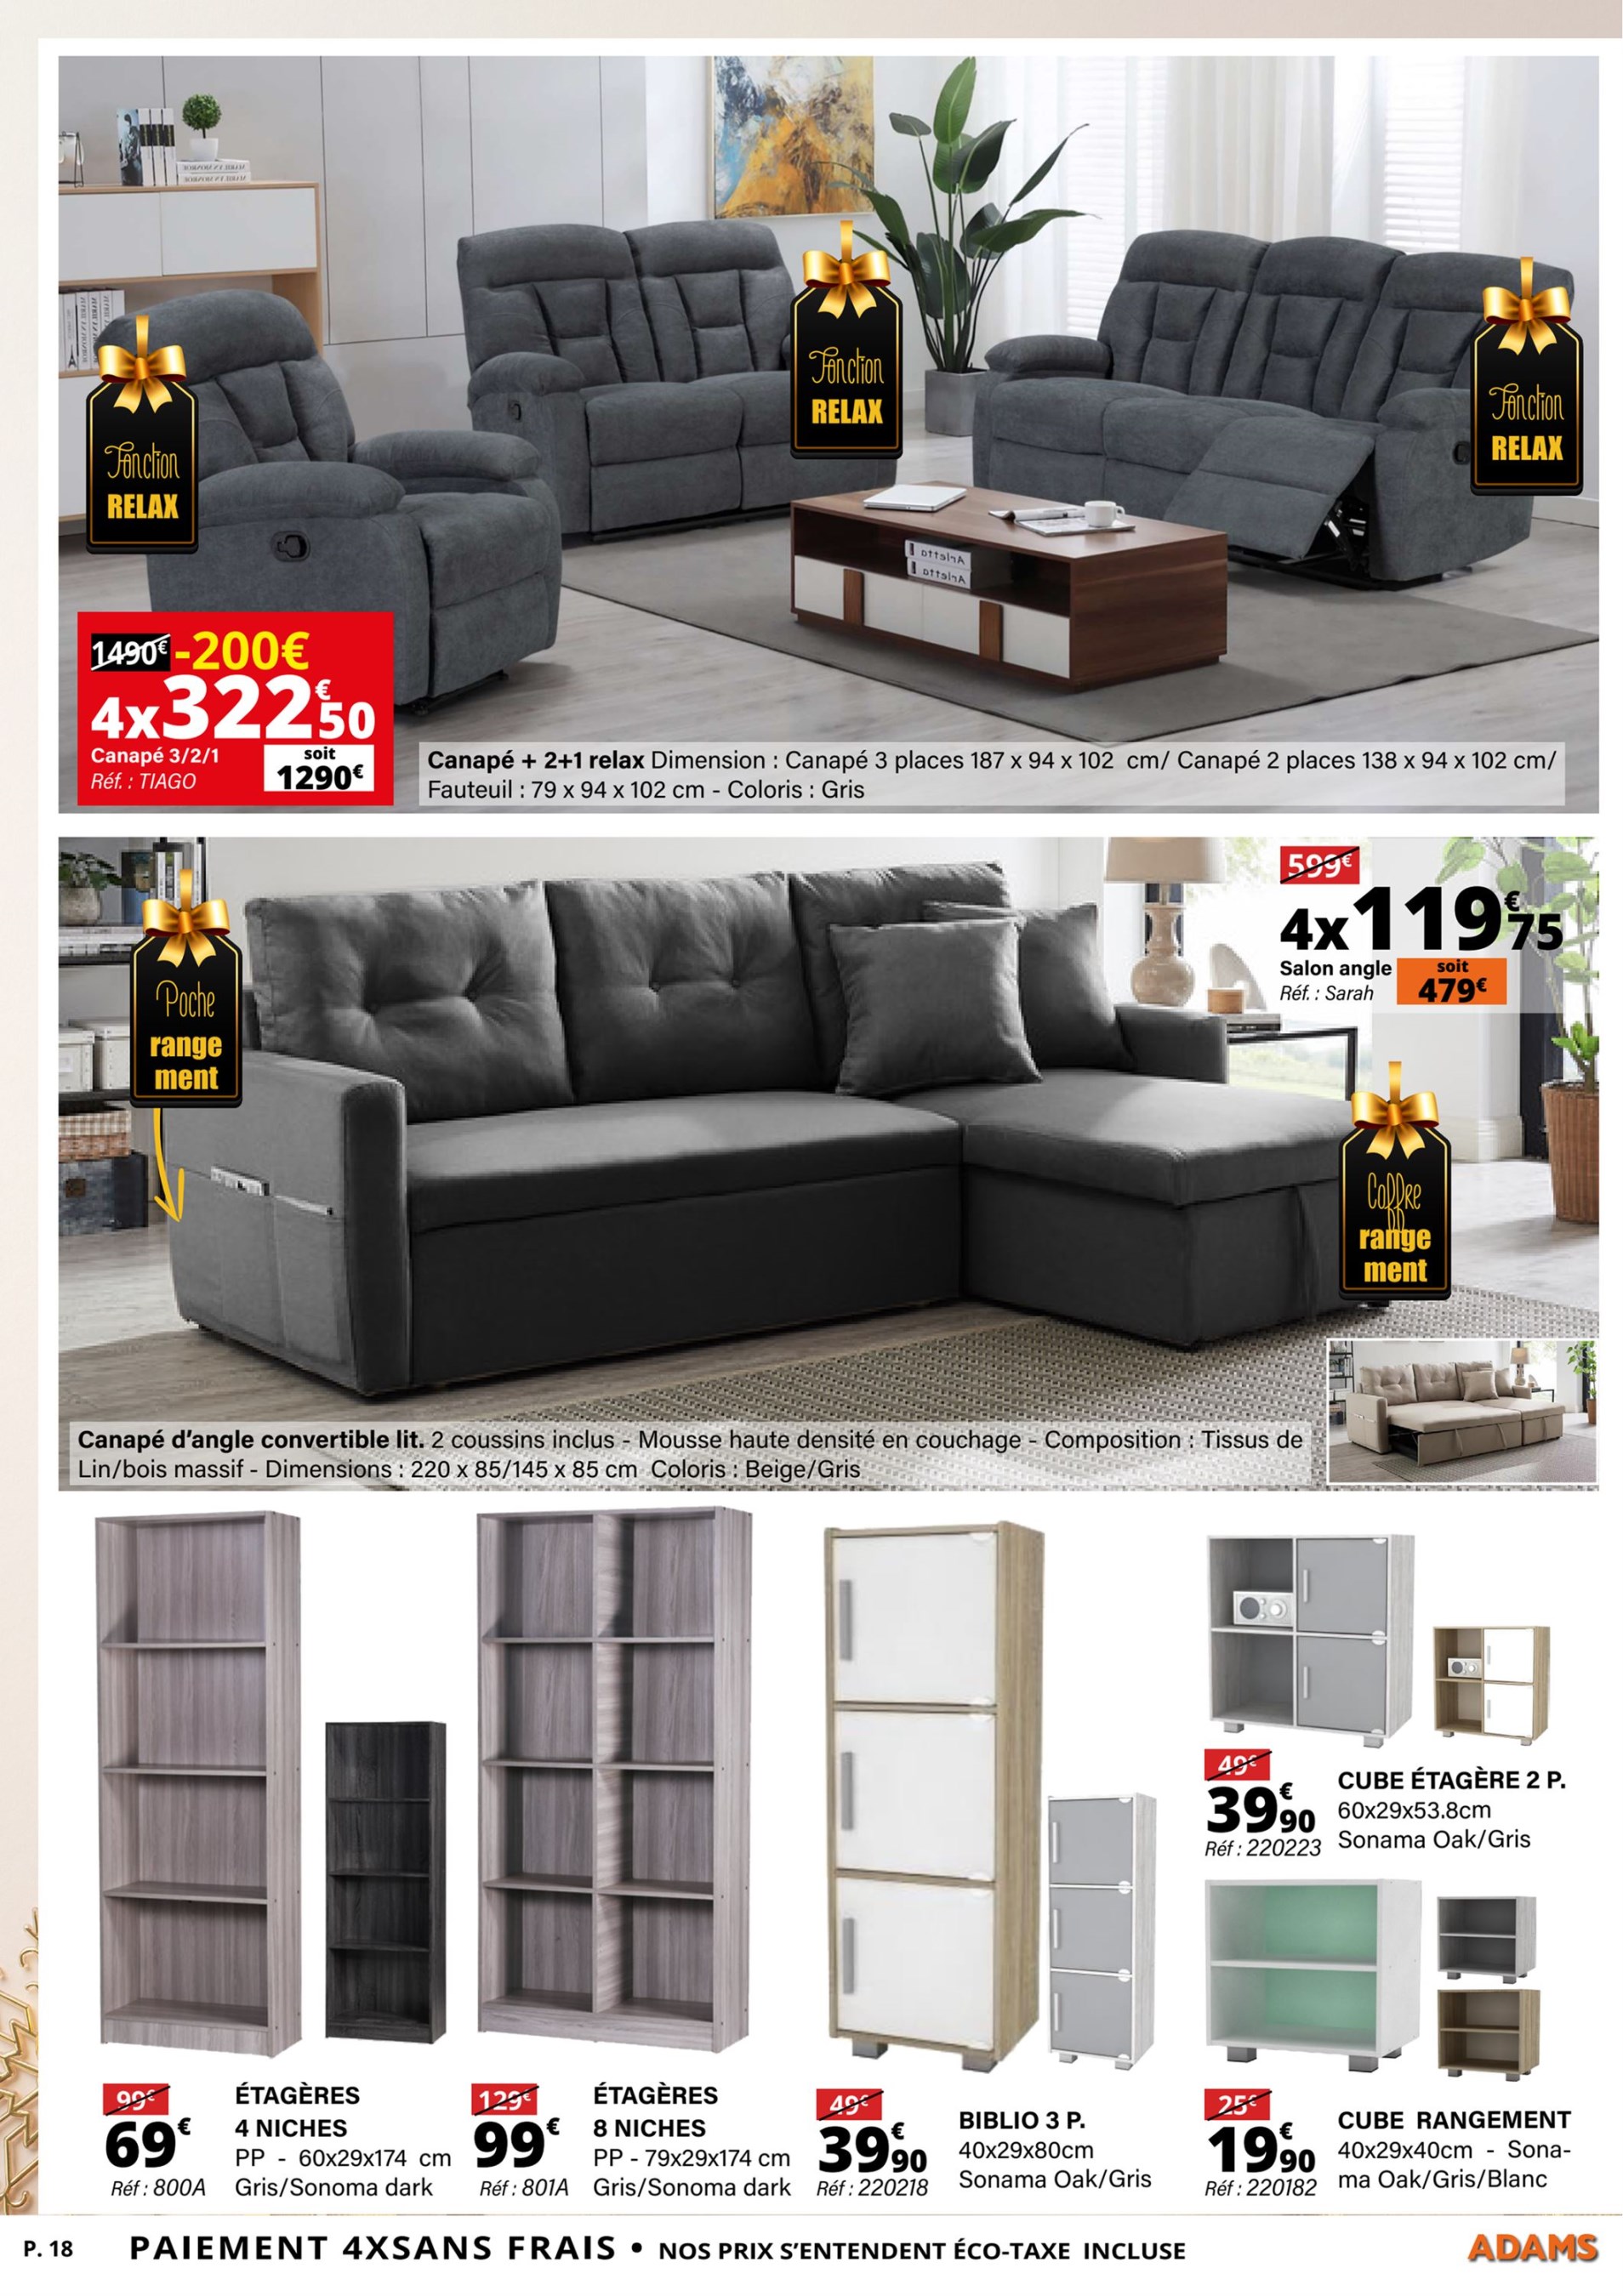 Fonction
RELAX
Fonction
RELAX
Fonction
RELAX
1490€ -200€
4x322€50
Canapé 3/2/1
Réf. : TIAGO
soit
1290€
Canapé + 2+1 relax Dimension : Canapé 3 places 187 x 94 x 102 cm/ Canapé 2 places 138 x 94 x 102 cm/
Fauteuil : 79 x 94 x 102 cm - Coloris : Gris
599€
4x119€75
Salon angle
Réf. : Sarah
soit
479€
Poche
range
ment
Coffre
range
ment
Canapé d’angle convertible lit. 2 coussins inclus - Mousse haute densité en couchage - Composition : Tissus de
Lin/bois massif - Dimensions : 220 x 85/145 x 85 cm Coloris : Beige/Gris
49€
39€90
Réf : 220223
CUBE ÉTAGÈRE 2 P.
60x29x53.8cm
Sonama Oak/Gris
99€
69€
Réf : 800A
ÉTAGÈRES
4 NICHES
PP - 60x29x174 cm
Gris/Sonoma dark
129€
99€
Réf : 801A
ÉTAGÈRES
8 NICHES
PP - 79x29x174 cm
Gris/Sonoma dark
49€
39€90
Réf : 220218
BIBLIO 3 P.
40x29x80cm
Sonama Oak/Gris
25€
19€90
Réf : 220182
CUBE RANGEMENT
40x29x40cm - Sona-
ma Oak/Gris/Blanc
P. 18
PAIEMENT 4XSANS FRAIS • NOS PRIX S’ENTENDENT ÉCO-TAXE INCLUSE
ADAMS